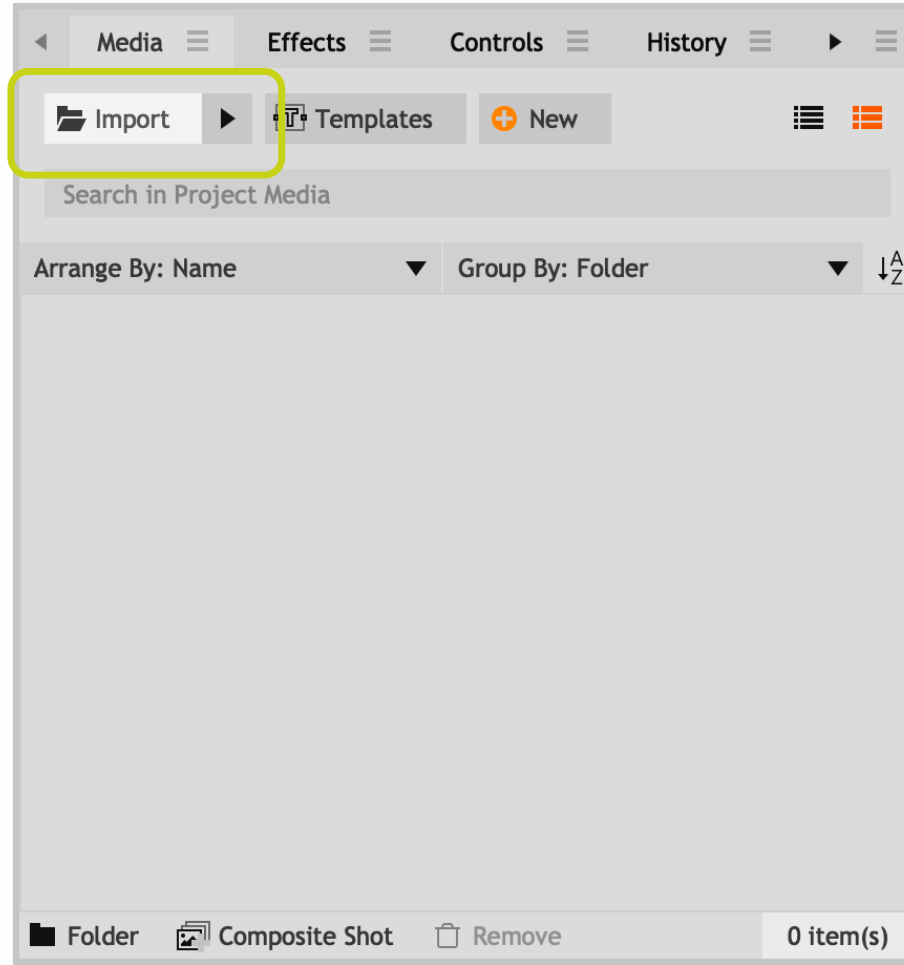 Media Effects Controls History
Import Templates New
Search in Project Media
Arrange By: Name Group By: Folder AZ
Folder Composite Shot Remove 0 item(s)